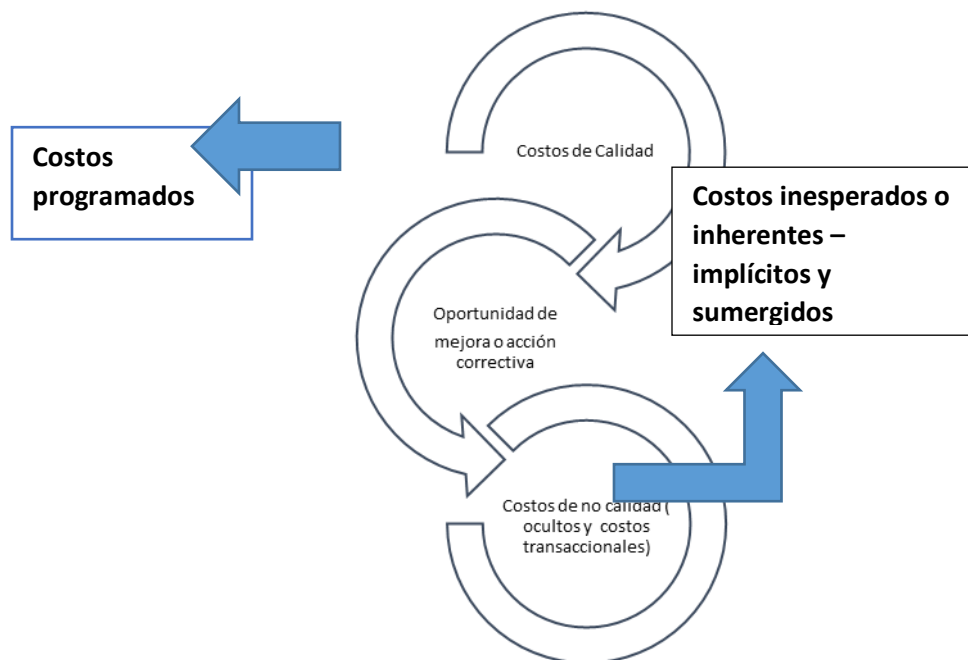 Costos
programados
Costos de Calidad
Costos inesperados o
inherentes –
implícitos y
sumergidos
Oportunidad de
mejora o acción
correctiva
Costos de no calidad (
ocultos y costos
transaccionales)